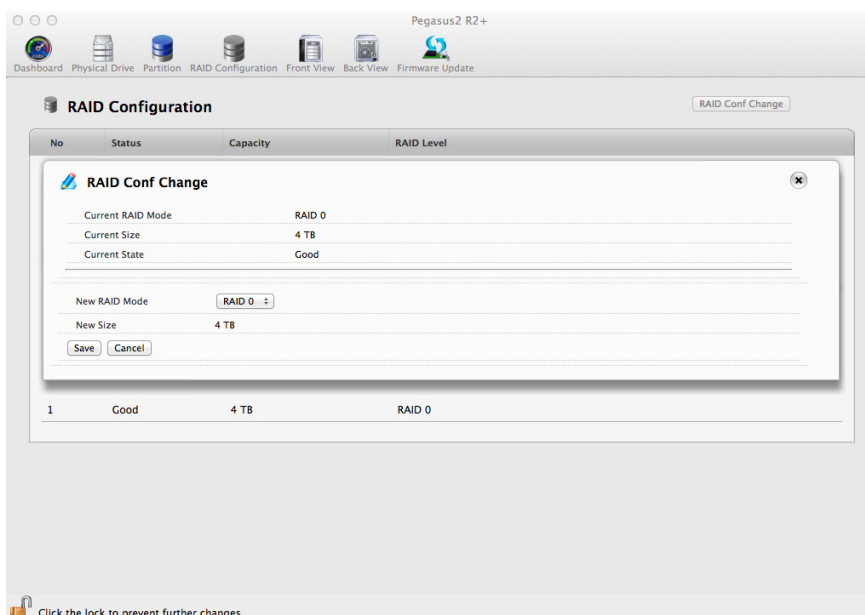 Pegasus2 R2+
Dashboard Physical Drive Partition RAID Configuration Front View Back View Firmware Update
RAID Configuration RAID Conf Change
No Status Capacity RAID Level
RAID Conf Change
Current RAID Mode RAID 0
Current Size 4 TB
Current State Good
New RAID Mode RAID 0
New Size 4 TB
Save Cancel
1 Good 4 TB RAID 0
Click the lock to prevent further changes.